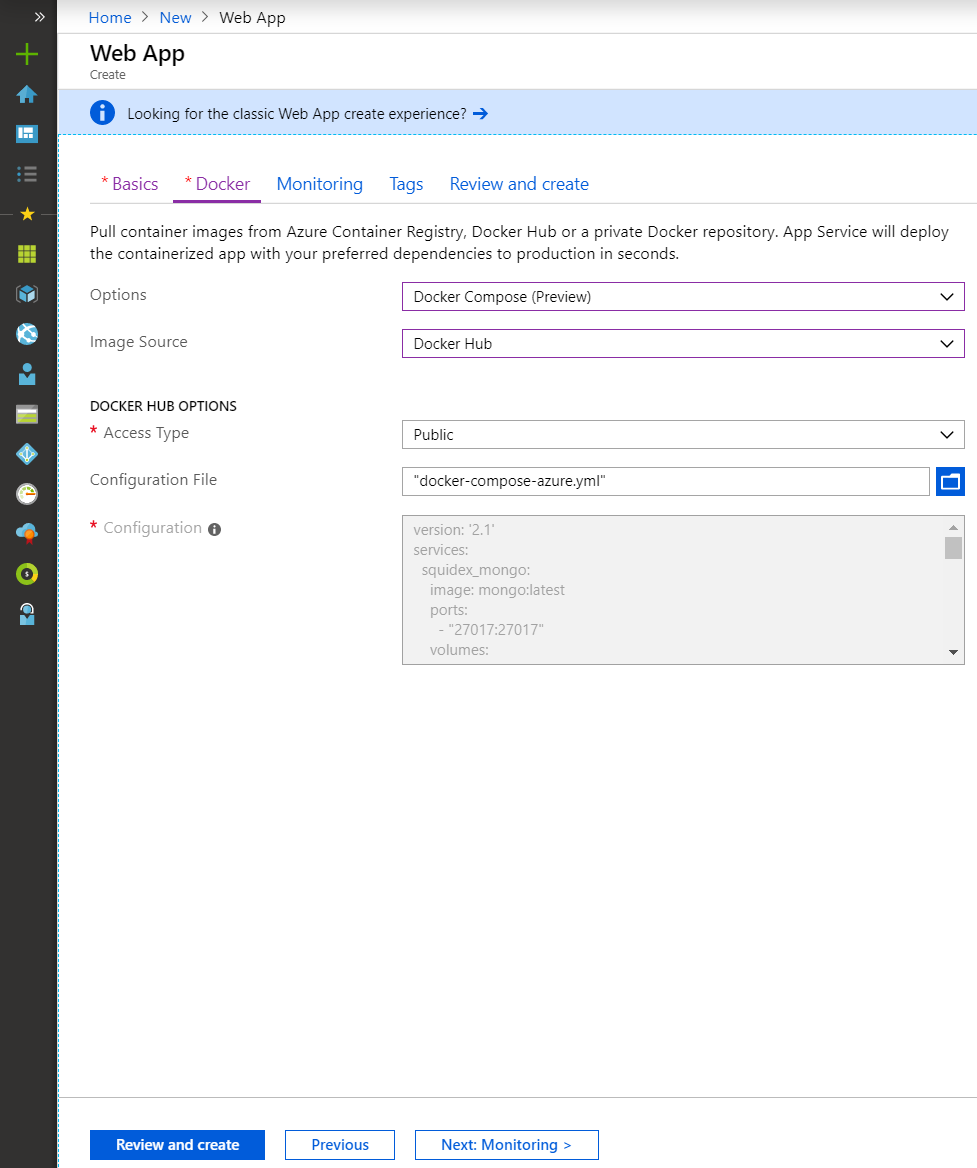 Home > New > Web App
Web App
Create
Looking for the classic Web App create experience? →
* Basics * Docker Monitoring Tags Review and create
Pull container images from Azure Container Registry, Docker Hub or a private Docker repository. App Service will deploy
the containerized app with your preferred dependencies to production in seconds.
Options Docker Compose (Preview)
Image Source Docker Hub
DOCKER HUB OPTIONS
* Access Type Public
Configuration File "docker-compose-azure.yml"
* Configuration version: '2.1'
services:
squidex_mongo:
image: mongo:latest
ports:
- "27017:27017"
volumes:
Review and create Previous Next: Monitoring >